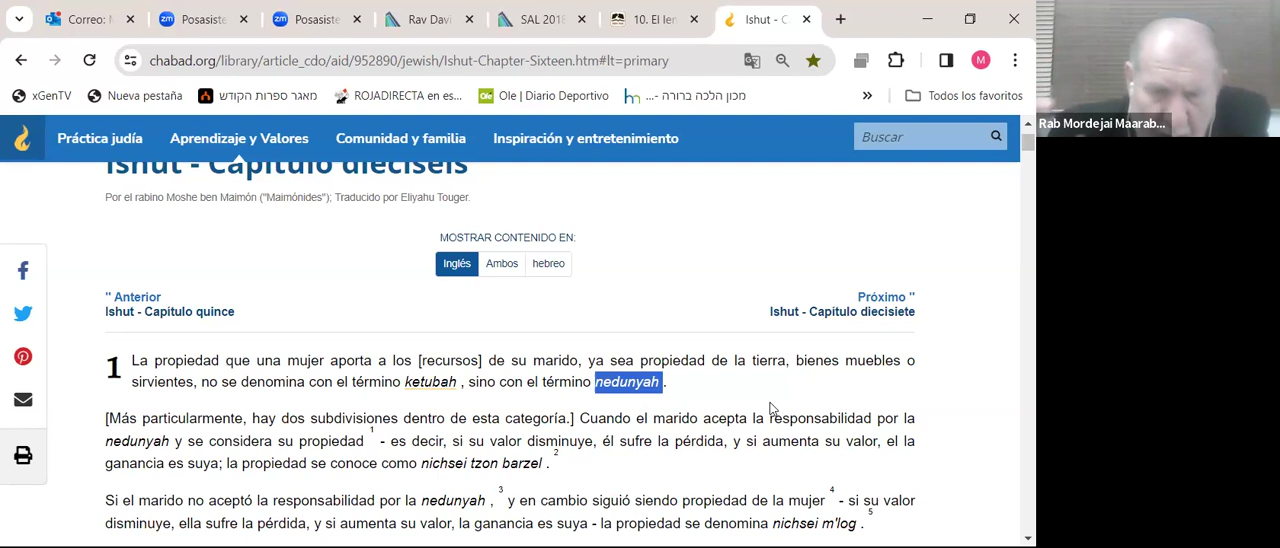 Correo: M
Posasiste
Posasiste
Rav Davi
SAL 2018
10. El len
Ishut - C
chabad.org/library/article_cdo/aid/952890/jewish/Ishut-Chapter-Sixteen.htm#lt=primary
M
xGenTV
Nueva pestaña
מאגר ספרות הקודש
ROJADIRECTA en es...
Ole | Diario Deportivo
מכון הלכה ברורה -...
»
Todos los favoritos
Práctica judía
Aprendizaje y Valores
Comunidad y familia
Inspiración y entretenimiento
Buscar
Rab Mordejai Maarab...
Ishut - Capítulo dieciséis
Por el rabino Moshe ben Maimón ("Maimónides"); Traducido por Eliyahu Touger.
MOSTRAR CONTENIDO EN:
Inglés Ambos hebreo
" Anterior
Ishut - Capítulo quince
Próximo "
Ishut - Capítulo diecisiete
1 La propiedad que una mujer aporta a los [recursos] de su marido, ya sea propiedad de la tierra, bienes muebles o
sirvientes, no se denomina con el término ketubah , sino con el término nedunyah .
[Más particularmente, hay dos subdivisiones dentro de esta categoría.] Cuando el marido acepta la responsabilidad por la
nedunyah y se considera su propiedad 1 - es decir, si su valor disminuye, él sufre la pérdida, y si aumenta su valor, el la
ganancia es suya; la propiedad se conoce como nichsei tzon barzel . 2
Si el marido no aceptó la responsabilidad por la nedunyah , 3 y en cambio siguió siendo propiedad de la mujer 4 - si su valor
disminuye, ella sufre la pérdida, y si aumenta su valor, la ganancia es suya - la propiedad se denomina nichsei m'log . 5